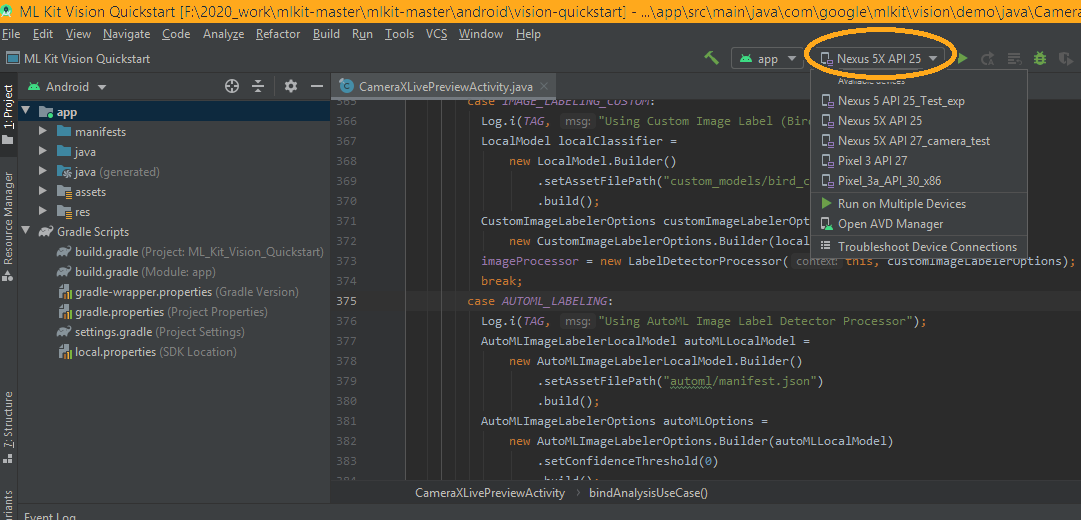 ML Kit Vision Quickstart [F:\2020_work\mlkit-master\mlkit-master\android\vision-quickstart] - ...\app\src\main\java\com\google\mlkit\vision\demo\java\Camera
File Edit View Navigate Code Analyze Refactor Build Run Tools VCS Window Help
ML Kit Vision Quickstart
app
Nexus 5X API 25
Available devices
Nexus 5 API 25_Test_exp
Nexus 5X API 25
Nexus 5X API 27_camera_test
Pixel 3 API 27
Pixel_3a_API_30_x86
Run on Multiple Devices
Open AVD Manager
Troubleshoot Device Connections
1: Project
Resource Manager
7: Structure
Android
app
manifests
java
java (generated)
assets
res
Gradle Scripts
build.gradle (Project: ML_Kit_Vision_Quickstart)
build.gradle (Module: app)
gradle-wrapper.properties (Gradle Version)
gradle.properties (Project Properties)
settings.gradle (Project Settings)
local.properties (SDK Location)
CameraXLivePreviewActivity.java
365 case IMAGE_LABELING_CUSTOM:
366 Log.i(TAG, msg: "Using Custom Image Label (Bir
367 LocalModel localClassifier =
368 new LocalModel.Builder()
369 .setAssetFilePath("custom_models/bird_c
370 .build();
371 CustomImageLabelerOptions customImageLabelerOpt
372 new CustomImageLabelerOptions.Builder(local
373 imageProcessor = new LabelDetectorProcessor( context: this, customImageLabelerOptions);
374 break;
375 case AUTOML_LABELING:
376 Log.i(TAG, msg: "Using AutoML Image Label Detector Processor");
377 AutoMLImageLabelerLocalModel autoMLLocalModel =
378 new AutoMLImageLabelerLocalModel.Builder()
379 .setAssetFilePath("automl/manifest.json")
380 .build();
381 AutoMLImageLabelerOptions autoMLOptions =
382 new AutoMLImageLabelerOptions.Builder(autoMLLocalModel)
383 .setConfidenceThreshold(0)
384 .build();
CameraXLivePreviewActivity › bindAnalysisUseCase()
Event Log